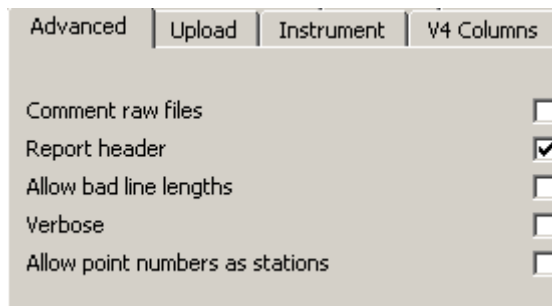 Advanced Upload Instrument V4 Columns
Comment raw files
Report header
Allow bad line lengths
Verbose
Allow point numbers as stations